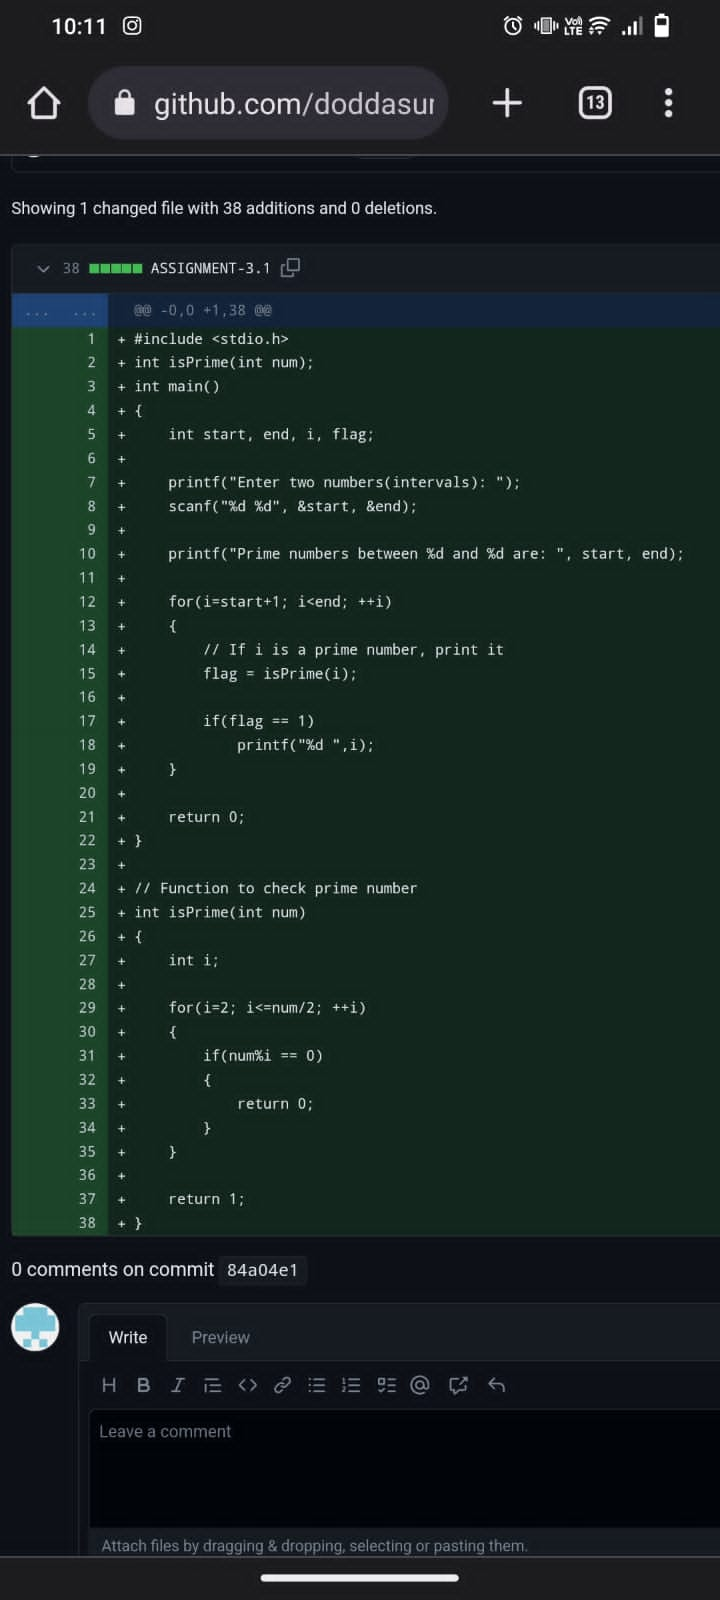 10:11
Vo) LTE
github.com/doddasur
13
Showing 1 changed file with 38 additions and 0 deletions.
38 ASSIGNMENT-3.1
... ... @@ -0,0 +1,38 @@
1 + #include <stdio.h>
2 + int isPrime(int num);
3 + int main()
4 + {
5 +     int start, end, i, flag;
6 +
7 +     printf("Enter two numbers(intervals): ");
8 +     scanf("%d %d", &start, &end);
9 +
10 +     printf("Prime numbers between %d and %d are: ", start, end);
11 +
12 +     for(i=start+1; i<end; ++i)
13 +     {
14 +         // If i is a prime number, print it
15 +         flag = isPrime(i);
16 +
17 +         if(flag == 1)
18 +             printf("%d ",i);
19 +     }
20 +
21 +     return 0;
22 + }
23 +
24 + // Function to check prime number
25 + int isPrime(int num)
26 + {
27 +     int i;
28 +
29 +     for(i=2; i<=num/2; ++i)
30 +     {
31 +         if(num%i == 0)
32 +         {
33 +             return 0;
34 +         }
35 +     }
36 +
37 +     return 1;
38 + }
0 comments on commit 84a04e1
Write Preview
Leave a comment
Attach files by dragging & dropping, selecting or pasting them.